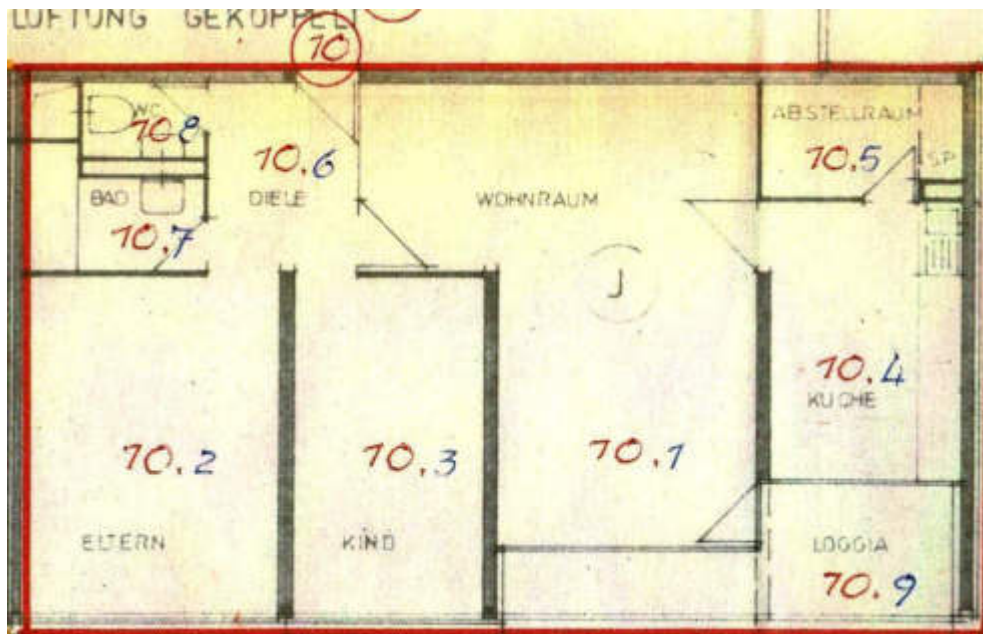 LÜFTUNG GEKOPPELT
10
WC
10.8
ABSTELLRAUM
10.5
SP
10.6
DIELE
BAD
10.7
WOHNRAUM
J
10.4
KÜCHE
10.2
10.3
10.1
ELTERN
KIND
LOGGIA
10.9